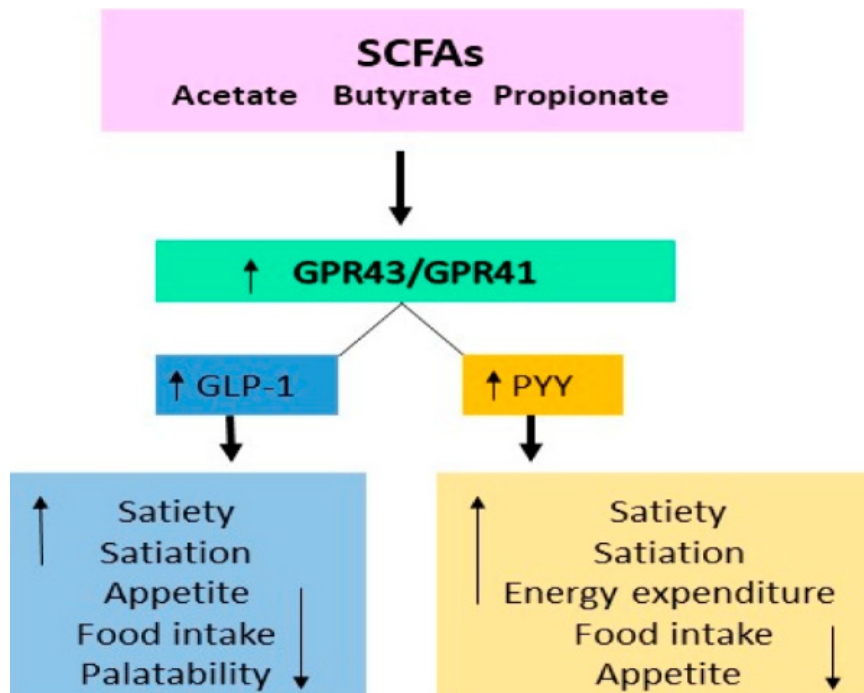 SCFAs
Acetate Butyrate Propionate
↑ GPR43/GPR41
↑ GLP-1
↑ PYY
Satiety
Satiation
Appetite
Food intake
Palatability
Satiety
Satiation
Energy expenditure
Food intake
Appetite